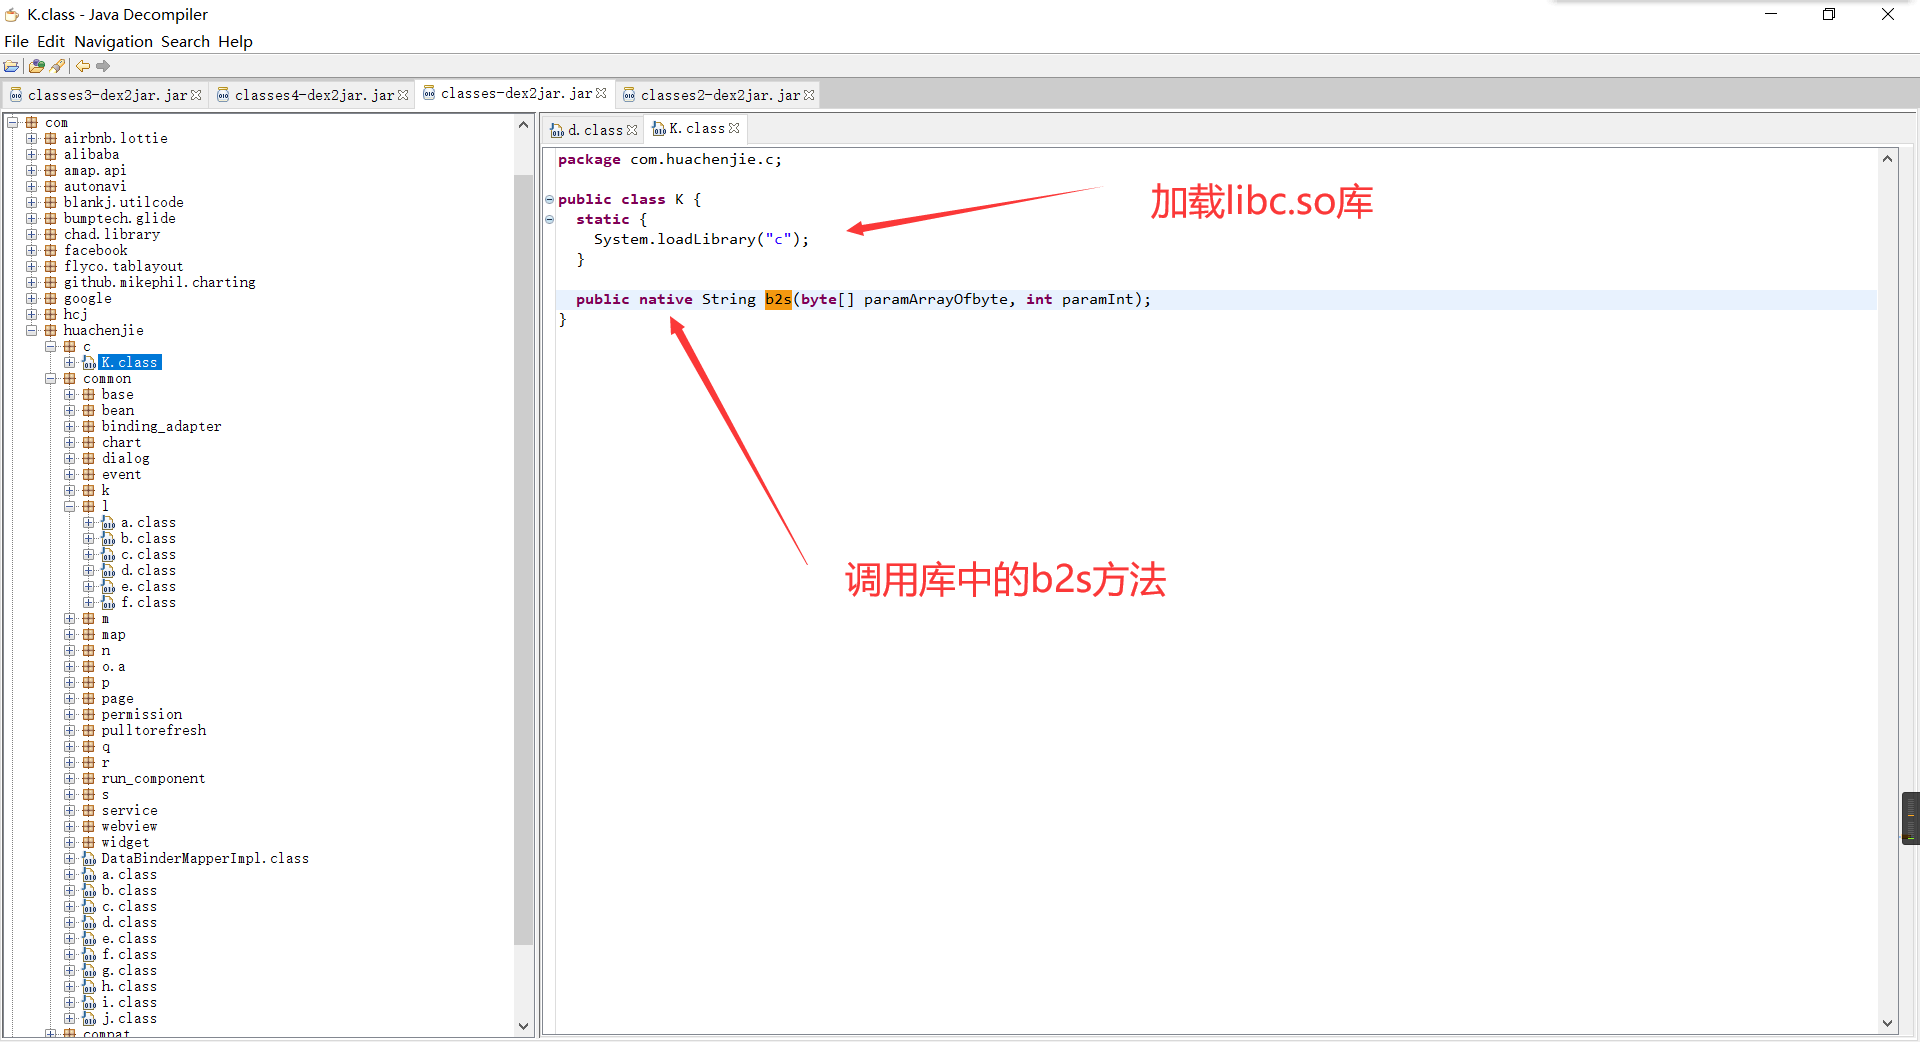 K.class - Java Decompiler
File Edit Navigation Search Help
classes3-dex2jar.jar classes4-dex2jar.jar classes-dex2jar.jar classes2-dex2jar.jar
com
airbnb.lottie
alibaba
amap.api
autonavi
blankj.utilcode
bumptech.glide
chad.library
facebook
flyco.tablayout
github.mikephil.charting
google
hcj
huachenjie
c
K.class
common
base
bean
binding_adapter
chart
dialog
event
k
l
a.class
b.class
c.class
d.class
e.class
f.class
m
map
n
o.a
p
page
permission
pulltorefresh
q
r
run_component
s
service
webview
widget
DataBinderMapperImpl.class
a.class
b.class
c.class
d.class
e.class
f.class
g.class
h.class
i.class
j.class
compat
d.class K.class
package com.huachenjie.c;
public class K {
static {
System.loadLibrary("c");
}
public native String b2s(byte[] paramArrayOfbyte, int paramInt);
}
加载libc.so库
调用库中的b2s方法